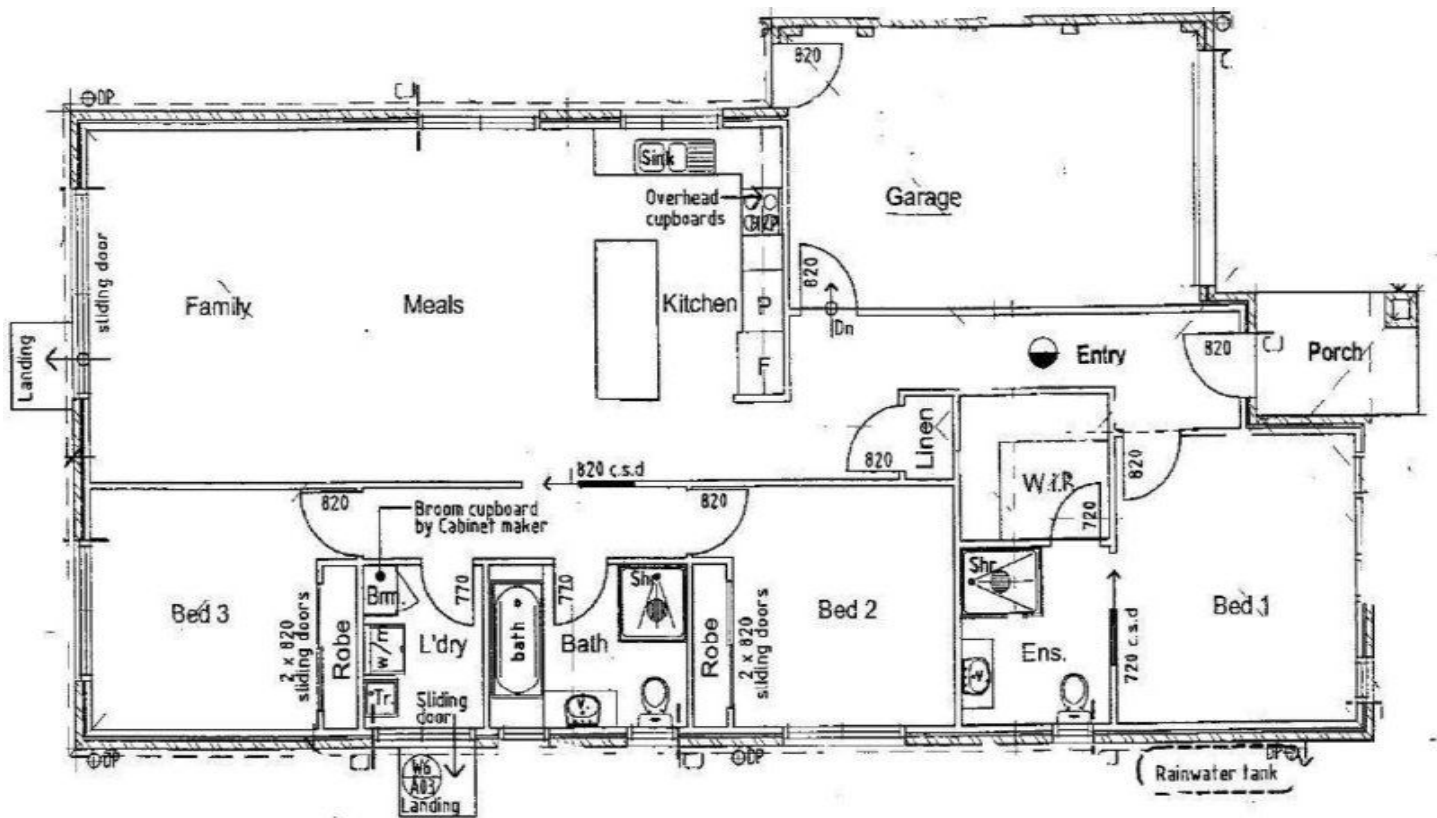 DP
C.J
820
C.
Sink
Overhead
cupboards
H/P
Garage
sliding door
820
Family
Meals
Kitchen
P
Dn
Landing
F
Entry
820
C.J
Porch
820
Linen
820 c.s.d
820
820
820
W.I.R
720
Broom cupboard
by Cabinet maker
Shr.
Brm
770
770
Shr.
Bed 3
2 x 820
sliding doors
Robe
w/m
L'dry
bath
Bath
Robe
2 x 820
sliding doors
Bed 2
Ens.
720 c.s.d
Bed 1
Tr.
Sliding
door
V.
V.
DP
CJ
W6
A03
Landing
CJ
DP
CJ
DP
Rainwater tank